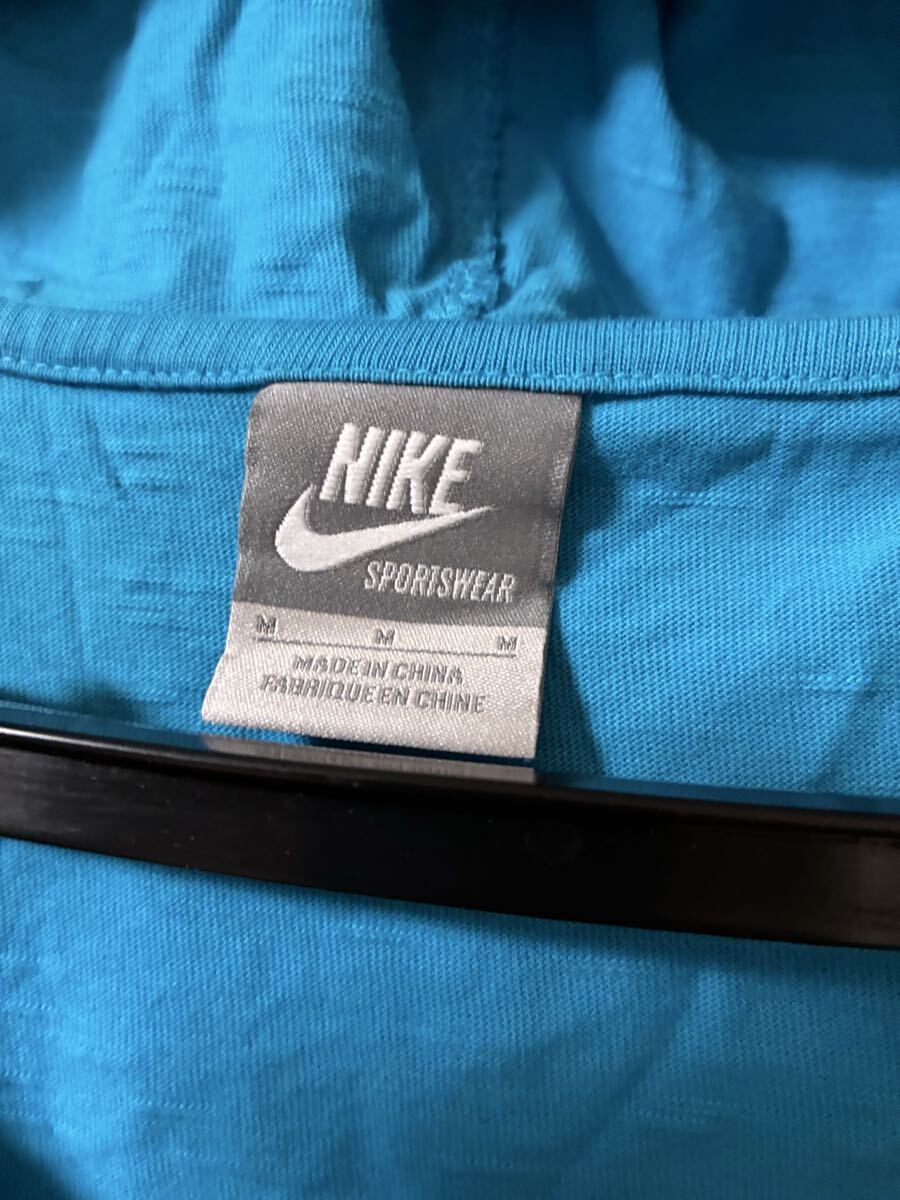 NIKE
SPORTSWEAR
M M M
MADE IN CHINA
FABRIQUE EN CHINE